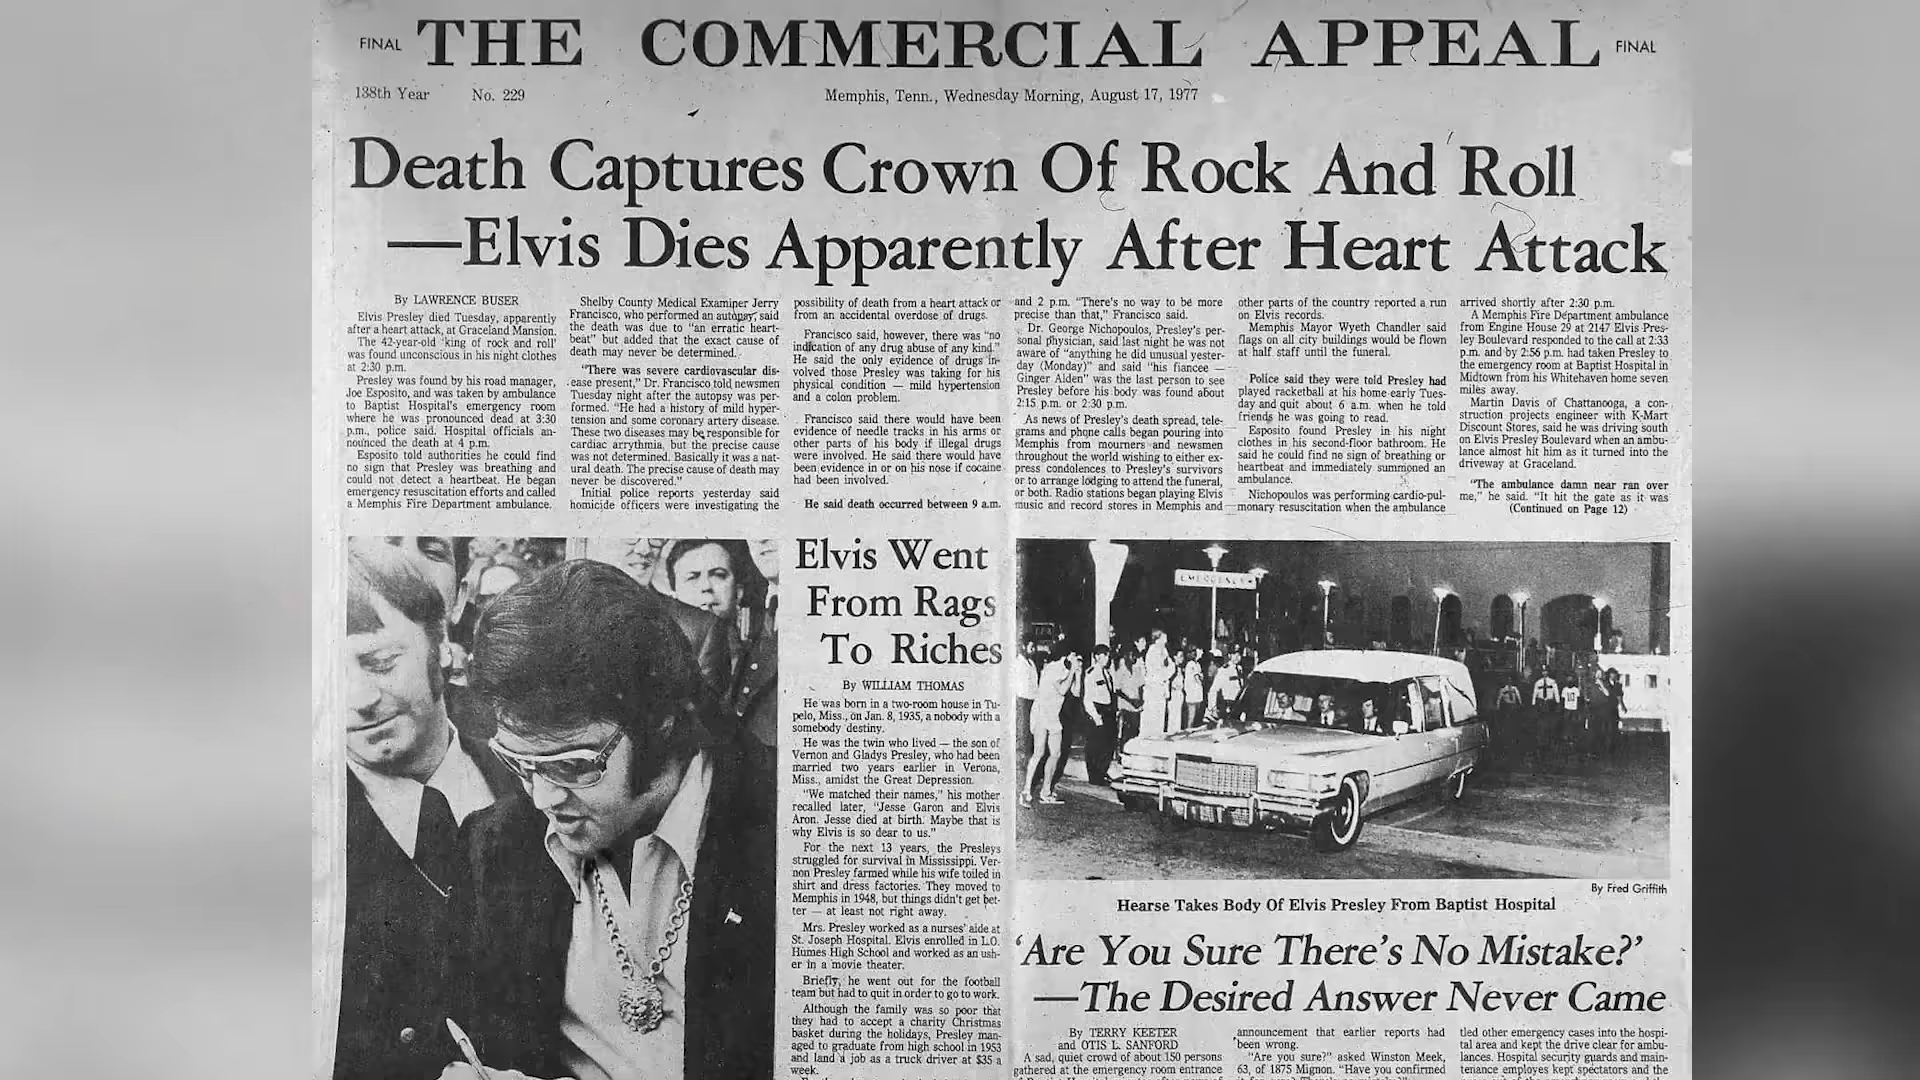 FINAL THE COMMERCIAL APPEAL FINAL
138th Year No. 229 Memphis, Tenn., Wednesday Morning, August 17, 1977
Death Captures Crown Of Rock And Roll
—Elvis Dies Apparently After Heart Attack
By LAWRENCE BUSER
Elvis Presley died Tuesday, apparently
after a heart attack, at Graceland Mansion.
The 42-year-old 'king of rock and roll'
was found unconscious in his night clothes
at 2:30 p.m.
Presley was found by his road manager,
Joe Esposito, and was taken by ambulance
to Baptist Hospital's emergency room
where he was pronounced dead at 3:30
p.m., police said. Hospital officials an-
nounced the death at 4 p.m.
Esposito told authorities he could find
no sign that Presley was breathing and
could not detect a heartbeat. He began
emergency resuscitation efforts and called
a Memphis Fire Department ambulance.
Shelby County Medical Examiner Jerry
Francisco, who performed an autopsy, said
the death was due to "an erratic heart-
beat" but added that the exact cause of
death may never be determined.
"There was severe cardiovascular dis-
ease present," Dr. Francisco told newsmen
Tuesday night after the autopsy was per-
formed. "He had a history of mild hyper-
tension and some coronary artery disease.
These two diseases may be responsible for
cardiac arrythmia, but the precise cause
was not determined. Basically it was a nat-
ural death. The precise cause of death may
never be discovered."
Initial police reports yesterday said
homicide officers were investigating the
possibility of death from a heart attack or
from an accidental overdose of drugs.
Francisco said, however, there was "no
indication of any drug abuse of any kind."
He said the only evidence of drugs in-
volved those Presley was taking for his
physical condition — mild hypertension
and a colon problem.
Francisco said there would have been
evidence of needle tracks in his arms or
other parts of his body if illegal drugs
were involved. He said there would have
been evidence in or on his nose if cocaine
had been involved.
He said death occurred between 9 a.m.
and 2 p.m. "There's no way to be more
precise than that," Francisco said.
Dr. George Nichopoulos, Presley's per-
sonal physician, said last night he was not
aware of "anything he did unusual yester-
day (Monday)" and said "his fiancee —
Ginger Alden" was the last person to see
Presley before his body was found about
2:15 p.m. or 2:30 p.m.
As news of Presley's death spread, tele-
grams and phone calls began pouring into
Memphis from mourners and newsmen
throughout the world wishing to either ex-
press condolences to Presley's survivors
or to arrange lodging to attend the funeral,
or both. Radio stations began playing Elvis
music and record stores in Memphis and
other parts of the country reported a run
on Elvis records.
Memphis Mayor Wyeth Chandler said
flags on all city buildings would be flown
at half staff until the funeral.
Police said they were told Presley had
played racketball at his home early Tues-
day and quit about 6 a.m. when he told
friends he was going to read.
Esposito found Presley in his night
clothes in his second-floor bathroom. He
said he could find no sign of breathing or
heartbeat and immediately summoned an
ambulance.
Nichopoulos was performing cardio-pul-
monary resuscitation when the ambulance
arrived shortly after 2:30 p.m.
A Memphis Fire Department ambulance
from Engine House 29 at 2147 Elvis Pres-
ley Boulevard responded to the call at 2:33
p.m. and by 2:56 p.m. had taken Presley to
the emergency room at Baptist Hospital in
Midtown from his Whitehaven home seven
miles away.
Martin Davis of Chattanooga, a con-
struction projects engineer with K-Mart
Discount Stores, said he was driving south
on Elvis Presley Boulevard when an ambu-
lance almost hit him as it turned into the
driveway at Graceland.
"The ambulance damn near ran over
me," he said. "It hit the gate as it was
(Continued on Page 12)
Elvis Went
From Rags
To Riches
By WILLIAM THOMAS
He was born in a two-room house in Tu-
pelo, Miss., on Jan. 8, 1935, a nobody with a
somebody destiny.
He was the twin who lived — the son of
Vernon and Gladys Presley, who had been
married two years earlier in Verona,
Miss., amidst the Great Depression.
"We matched their names," his mother
recalled later, "Jesse Garon and Elvis
Aron. Jesse died at birth. Maybe that is
why Elvis is so dear to us."
For the next 13 years, the Presleys
struggled for survival in Mississippi. Ver-
non Presley farmed while his wife toiled in
shirt and dress factories. They moved to
Memphis in 1948, but things didn't get bet-
ter — at least not right away.
Mrs. Presley worked as a nurses' aide at
St. Joseph Hospital. Elvis enrolled in L.O.
Humes High School and worked as an ush-
er in a movie theater.
Briefly, he went out for the football
team but had to quit in order to go to work.
Although the family was so poor that
they had to accept a charity Christmas
basket during the holidays, Presley man-
aged to graduate from high school in 1953
and land a job as a truck driver at $35 a
week.
EMERGENCY
By Fred Griffith
Hearse Takes Body Of Elvis Presley From Baptist Hospital
'Are You Sure There's No Mistake?'
—The Desired Answer Never Came
By TERRY KEETER
and OTIS L. SANFORD
A sad, quiet crowd of about 150 persons
gathered at the emergency room entrance
announcement that earlier reports had
been wrong.
"Are you sure?" asked Winston Meek,
63, of 1875 Mignon. "Have you confirmed
tled other emergency cases into the hospi-
tal area and kept the drive clear for ambu-
lances. Hospital security guards and main-
tenance employes kept spectators and the